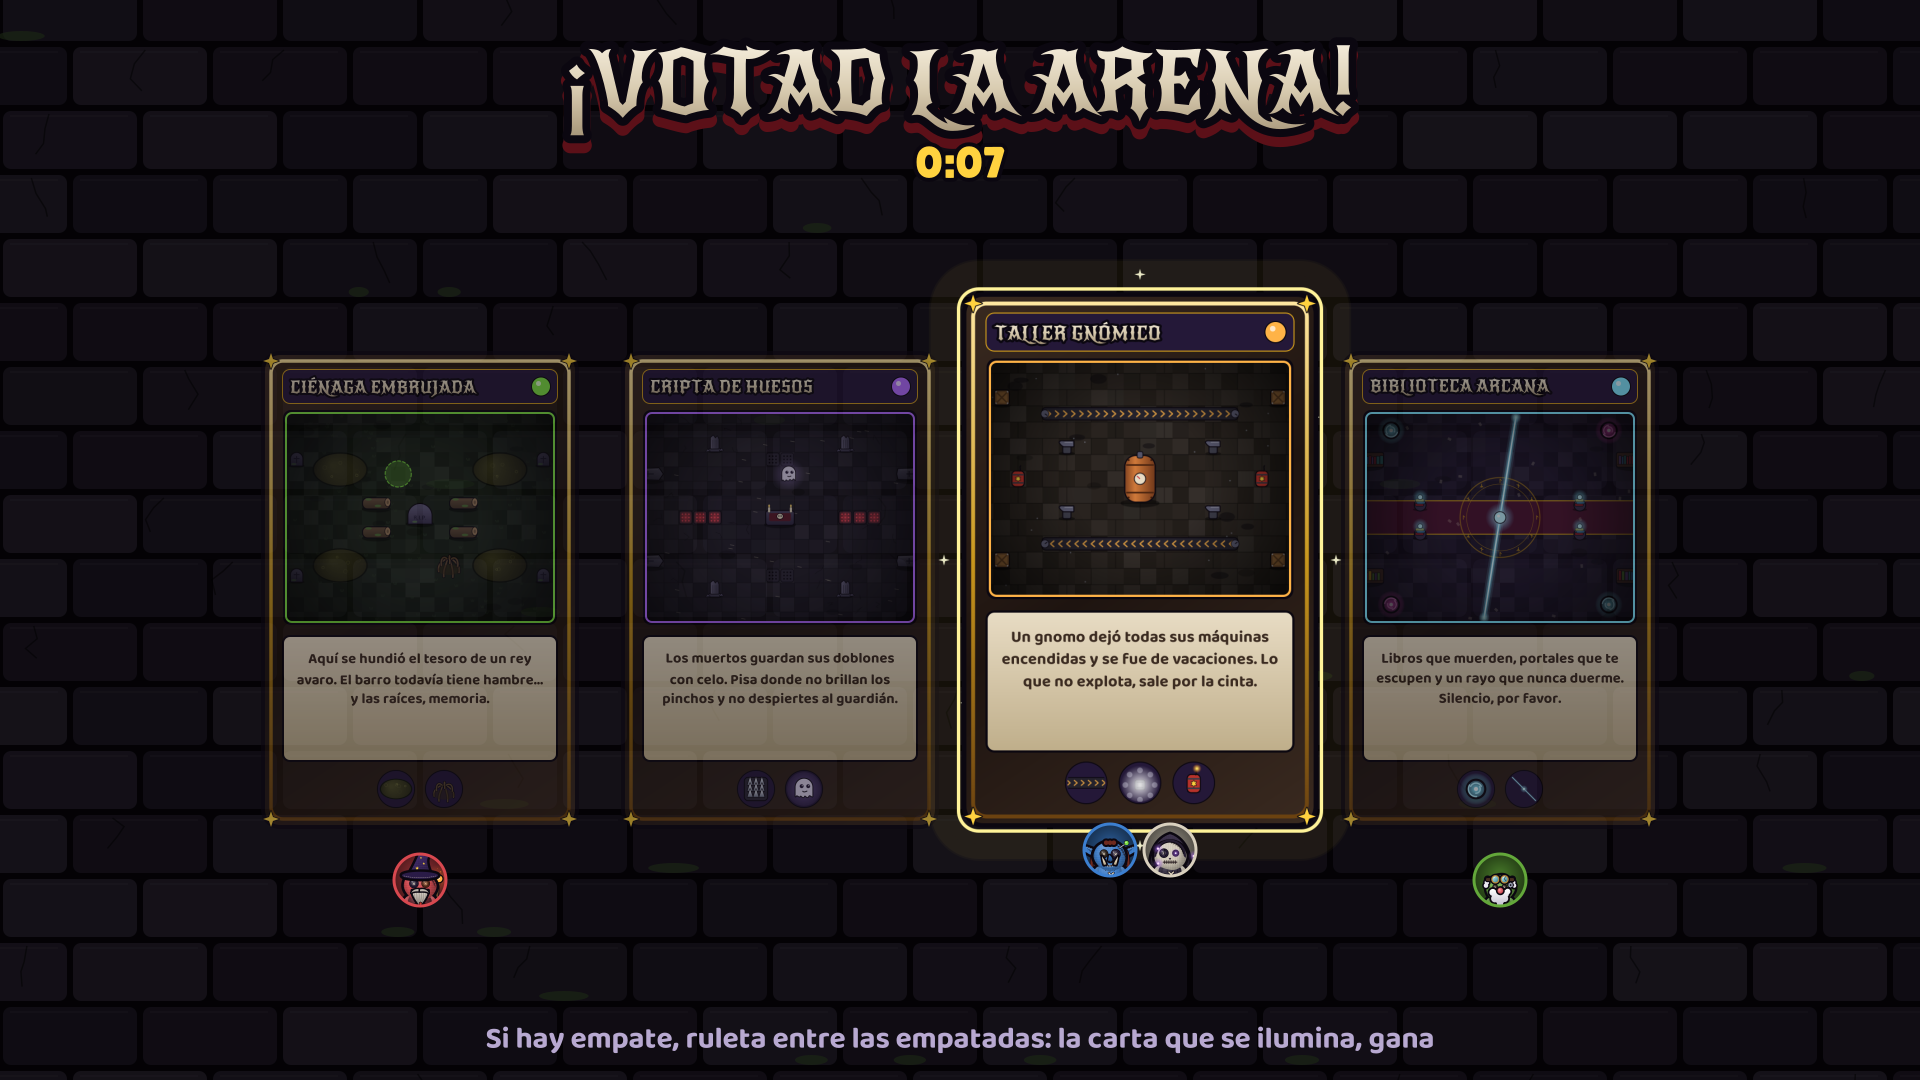 ¡VOTAD LA ARENA!
0:07
CIÉNAGA EMBRUJADA
Aquí se hundió el tesoro de un rey
avaro. El barro todavía tiene hambre...
y las raíces, memoria.
CRIPTA DE HUESOS
Los muertos guardan sus doblones
con celo. Pisa donde no brillan los
pinchos y no despiertes al guardián.
TALLER GNÓMICO
Un gnomo dejó todas sus máquinas
encendidas y se fue de vacaciones. Lo
que no explota, sale por la cinta.
BIBLIOTECA ARCANA
Libros que muerden, portales que te
escupen y un rayo que nunca duerme.
Silencio, por favor.
Si hay empate, ruleta entre las empatadas: la carta que se ilumina, gana